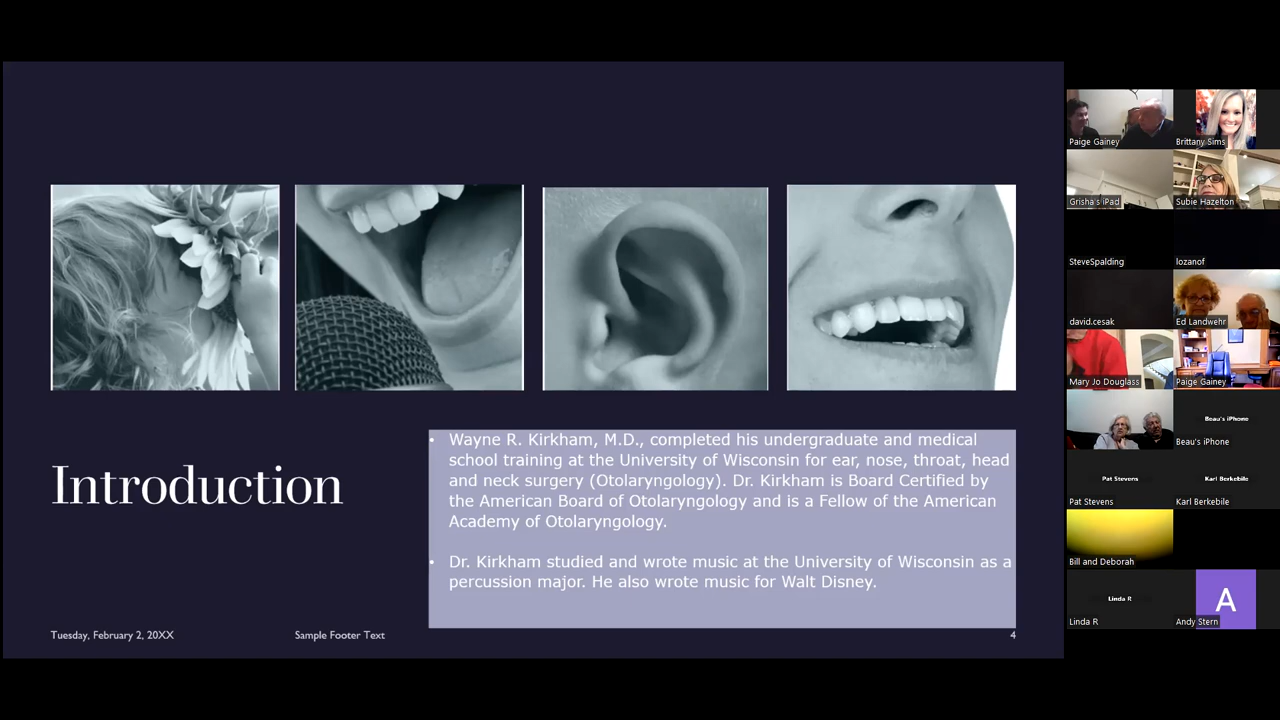 Introduction
• Wayne R. Kirkham, M.D., completed his undergraduate and medical
school training at the University of Wisconsin for ear, nose, throat, head
and neck surgery (Otolaryngology). Dr. Kirkham is Board Certified by
the American Board of Otolaryngology and is a Fellow of the American
Academy of Otolaryngology.
• Dr. Kirkham studied and wrote music at the University of Wisconsin as a
percussion major. He also wrote music for Walt Disney.
Tuesday, February 2, 20XX
Sample Footer Text
4
Paige Gainey
Brittany Sims
Grisha's iPad
Subie Hazelton
SteveSpalding
lozanof
david.cesak
Ed Landwehr
Mary Jo Douglass
Paige Gainey
Beau's iPhone
Beau's iPhone
Pat Stevens
Karl Berkebile
Pat Stevens
Karl Berkebile
Bill and Deborah
Linda R
A
Linda R
Andy Stern